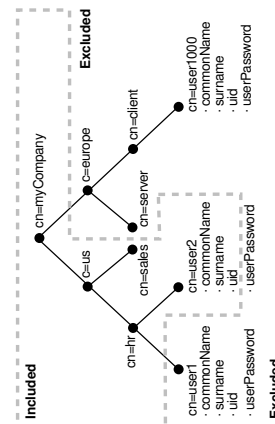 Included
Excluded
cn=myCompany
c=us
c=europe
cn=hr
cn=sales
cn=server
cn=client
cn=user1
· commonName
· surname
· uid
· userPassword
cn=user2
· commonName
· surname
· uid
· userPassword
cn=user1000
· commonName
· surname
· uid
· userPassword
Excluded